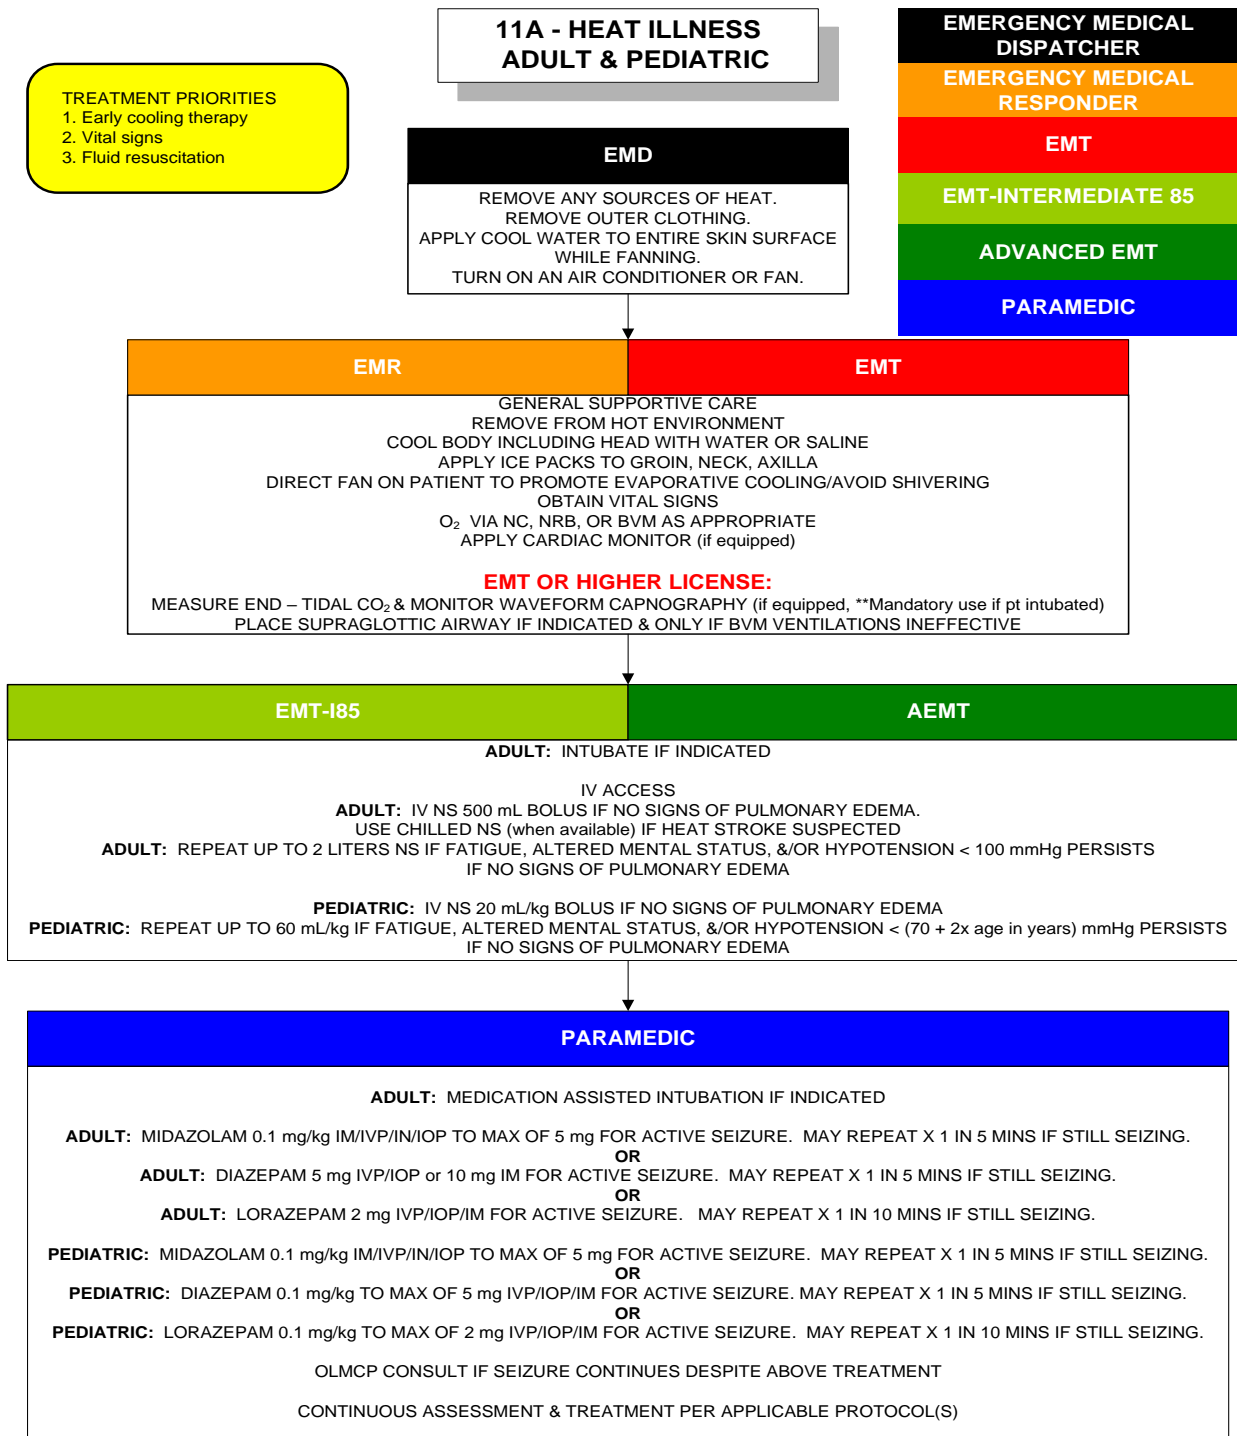 11A - HEAT ILLNESS
ADULT & PEDIATRIC
EMERGENCY MEDICAL
DISPATCHER
EMERGENCY MEDICAL
RESPONDER
EMT
EMT-INTERMEDIATE 85
ADVANCED EMT
PARAMEDIC
TREATMENT PRIORITIES
1. Early cooling therapy
2. Vital signs
3. Fluid resuscitation
EMD
REMOVE ANY SOURCES OF HEAT.
REMOVE OUTER CLOTHING.
APPLY COOL WATER TO ENTIRE SKIN SURFACE
WHILE FANNING.
TURN ON AN AIR CONDITIONER OR FAN.
EMR
EMT
GENERAL SUPPORTIVE CARE
REMOVE FROM HOT ENVIRONMENT
COOL BODY INCLUDING HEAD WITH WATER OR SALINE
APPLY ICE PACKS TO GROIN, NECK, AXILLA
DIRECT FAN ON PATIENT TO PROMOTE EVAPORATIVE COOLING/AVOID SHIVERING
OBTAIN VITAL SIGNS
O₂ VIA NC, NRB, OR BVM AS APPROPRIATE
APPLY CARDIAC MONITOR (if equipped)
EMT OR HIGHER LICENSE:
MEASURE END – TIDAL CO₂ & MONITOR WAVEFORM CAPNOGRAPHY (if equipped, **Mandatory use if pt intubated)
PLACE SUPRAGLOTTIC AIRWAY IF INDICATED & ONLY IF BVM VENTILATIONS INEFFECTIVE
EMT-I85
AEMT
ADULT: INTUBATE IF INDICATED
IV ACCESS
ADULT: IV NS 500 mL BOLUS IF NO SIGNS OF PULMONARY EDEMA.
USE CHILLED NS (when available) IF HEAT STROKE SUSPECTED
ADULT: REPEAT UP TO 2 LITERS NS IF FATIGUE, ALTERED MENTAL STATUS, &/OR HYPOTENSION < 100 mmHg PERSISTS
IF NO SIGNS OF PULMONARY EDEMA
PEDIATRIC: IV NS 20 mL/kg BOLUS IF NO SIGNS OF PULMONARY EDEMA
PEDIATRIC: REPEAT UP TO 60 mL/kg IF FATIGUE, ALTERED MENTAL STATUS, &/OR HYPOTENSION < (70 + 2x age in years) mmHg PERSISTS
IF NO SIGNS OF PULMONARY EDEMA
PARAMEDIC
ADULT: MEDICATION ASSISTED INTUBATION IF INDICATED
ADULT: MIDAZOLAM 0.1 mg/kg IM/IVP/IN/IOP TO MAX OF 5 mg FOR ACTIVE SEIZURE. MAY REPEAT X 1 IN 5 MINS IF STILL SEIZING.
OR
ADULT: DIAZEPAM 5 mg IVP/IOP or 10 mg IM FOR ACTIVE SEIZURE. MAY REPEAT X 1 IN 5 MINS IF STILL SEIZING.
OR
ADULT: LORAZEPAM 2 mg IVP/IOP/IM FOR ACTIVE SEIZURE. MAY REPEAT X 1 IN 10 MINS IF STILL SEIZING.
PEDIATRIC: MIDAZOLAM 0.1 mg/kg IM/IVP/IN/IOP TO MAX OF 5 mg FOR ACTIVE SEIZURE. MAY REPEAT X 1 IN 5 MINS IF STILL SEIZING.
OR
PEDIATRIC: DIAZEPAM 0.1 mg/kg TO MAX OF 5 mg IVP/IOP/IM FOR ACTIVE SEIZURE. MAY REPEAT X 1 IN 5 MINS IF STILL SEIZING.
OR
PEDIATRIC: LORAZEPAM 0.1 mg/kg TO MAX OF 2 mg IVP/IOP/IM FOR ACTIVE SEIZURE. MAY REPEAT X 1 IN 10 MINS IF STILL SEIZING.
OLMCP CONSULT IF SEIZURE CONTINUES DESPITE ABOVE TREATMENT
CONTINUOUS ASSESSMENT & TREATMENT PER APPLICABLE PROTOCOL(S)